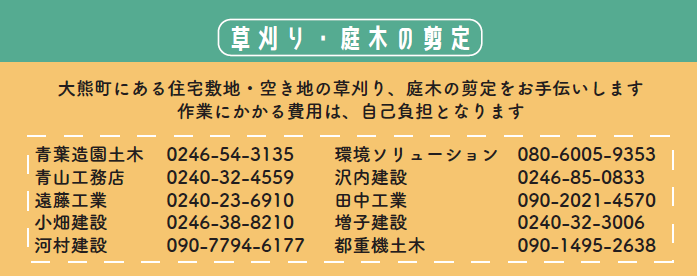 草刈り・庭木の剪定
大熊町にある住宅敷地・空き地の草刈り、庭木の剪定をお手伝いします
作業にかかる費用は、自己負担となります
青葉造園土木 0246-54-3135
青山工務店 0240-32-4559
遠藤工業 0240-23-6910
小畑建設 0246-38-8210
河村建設 090-7794-6177
環境ソリューション 080-6005-9353
沢内建設 0246-85-0833
田中工業 090-2021-4570
増子建設 0240-32-3006
都重機土木 090-1495-2638